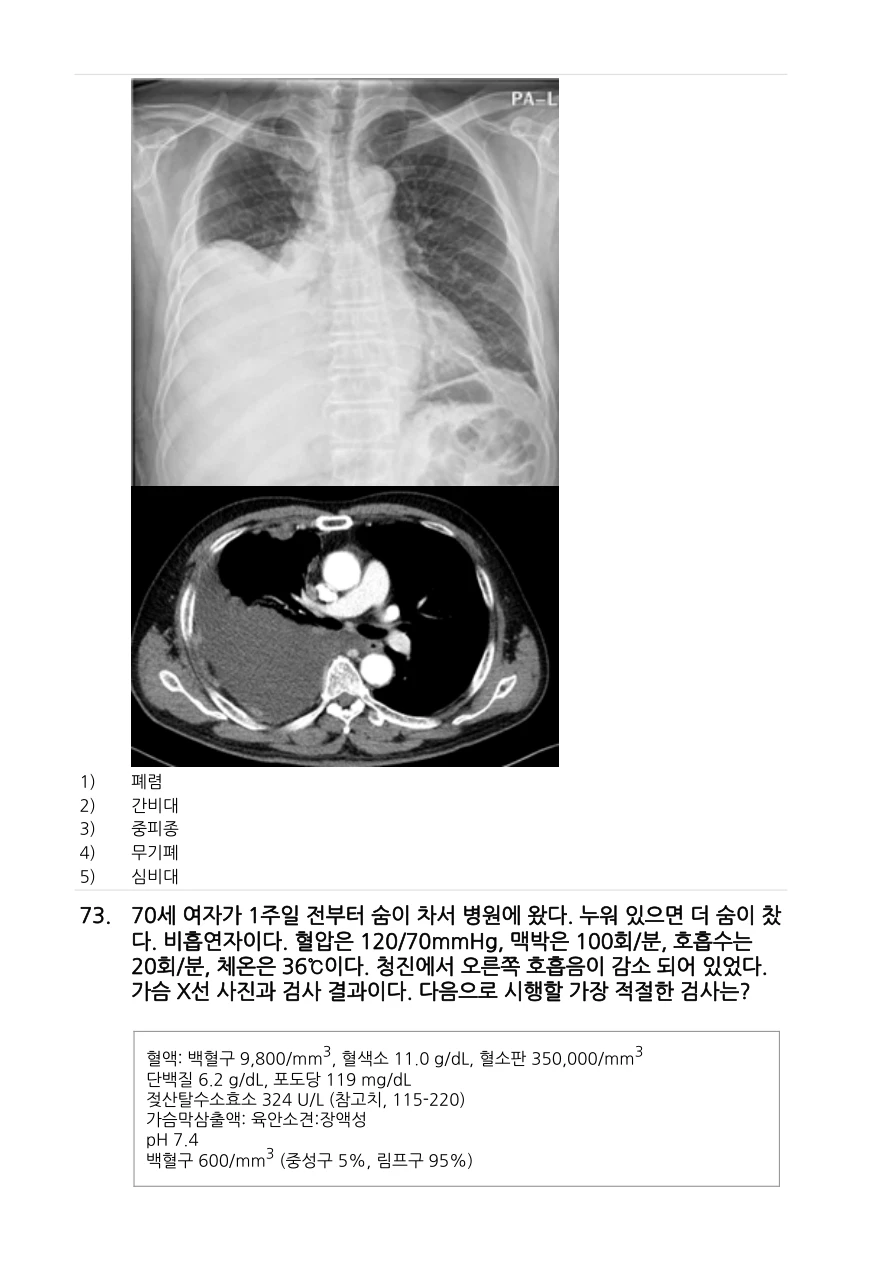 PA-L
1) 폐렴
2) 간비대
3) 중피종
4) 무기폐
5) 심비대
73. 70세 여자가 1주일 전부터 숨이 차서 병원에 왔다. 누워 있으면 더 숨이 찼
다. 비흡연자이다. 혈압은 120/70mmHg, 맥박은 100회/분, 호흡수는
20회/분, 체온은 36℃이다. 청진에서 오른쪽 호흡음이 감소 되어 있었다.
가슴 X선 사진과 검사 결과이다. 다음으로 시행할 가장 적절한 검사는?
혈액: 백혈구 9,800/mm³, 혈색소 11.0 g/dL, 혈소판 350,000/mm³
단백질 6.2 g/dL, 포도당 119 mg/dL
젖산탈수소효소 324 U/L (참고치, 115-220)
가슴막삼출액: 육안소견:장액성
pH 7.4
백혈구 600/mm³ (중성구 5%, 림프구 95%)